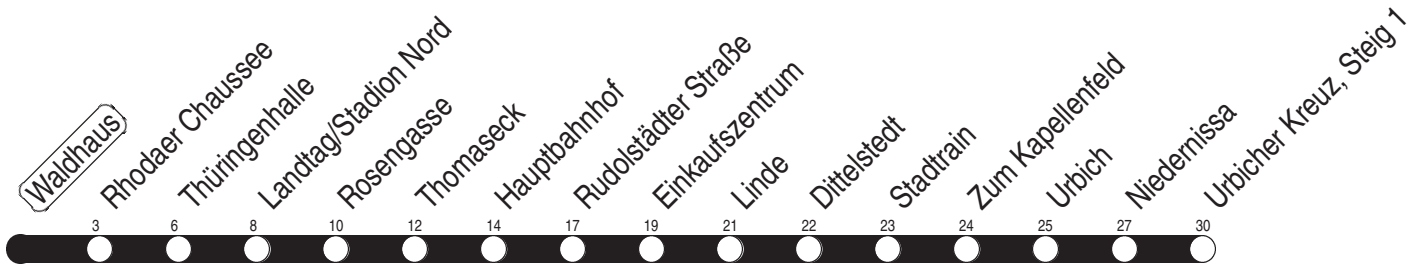 Waldhaus
Rhodaer Chaussee
Thüringenhalle
Landtag/Stadion Nord
Rosengasse
Thomaseck
Hauptbahnhof
Rudolstädter Straße
Einkaufszentrum
Linde
Dittelstedt
Stadtrain
Zum Kapellenfeld
Urbich
Niedernissa
Urbicher Kreuz, Steig 1
3 6 8 10 12 14 17 19 21 22 23 24 25 27 30